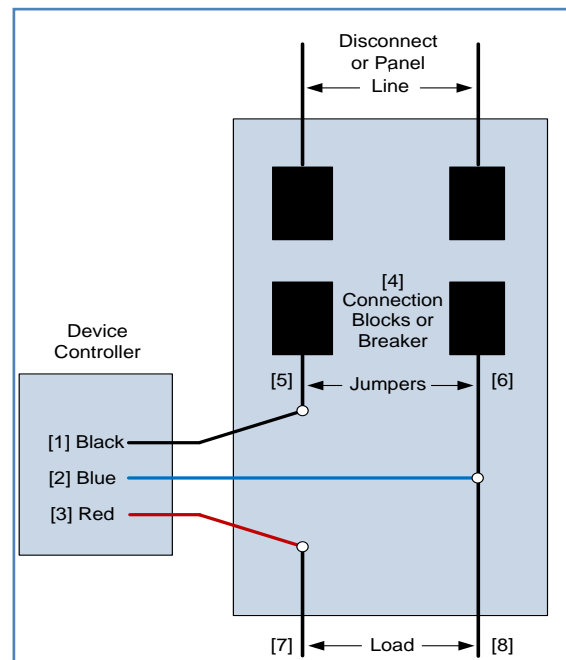 Disconnect
or Panel
Line
[4]
Connection
Blocks or
Breaker
Device
Controller
[5] Jumpers [6]
[1] Black
[2] Blue
[3] Red
[7] Load [8]